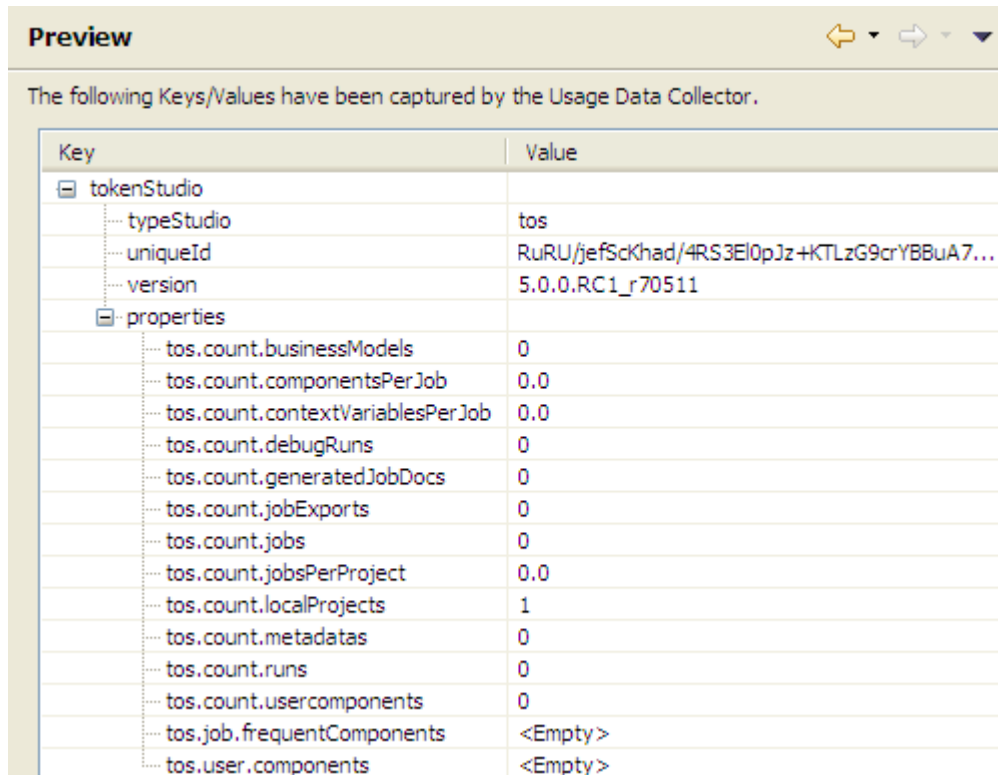 Preview
The following Keys/Values have been captured by the Usage Data Collector.
Key Value
tokenStudio
typeStudio tos
uniqueId RuRU/jefScKhad/4RS3El0pJz+KTLzG9crYBBuA7...
version 5.0.0.RC1_r70511
properties
tos.count.businessModels 0
tos.count.componentsPerJob 0.0
tos.count.contextVariablesPerJob 0.0
tos.count.debugRuns 0
tos.count.generatedJobDocs 0
tos.count.jobExports 0
tos.count.jobs 0
tos.count.jobsPerProject 0.0
tos.count.localProjects 1
tos.count.metadatas 0
tos.count.runs 0
tos.count.usercomponents 0
tos.job.frequentComponents <Empty>
tos.user.components <Empty>